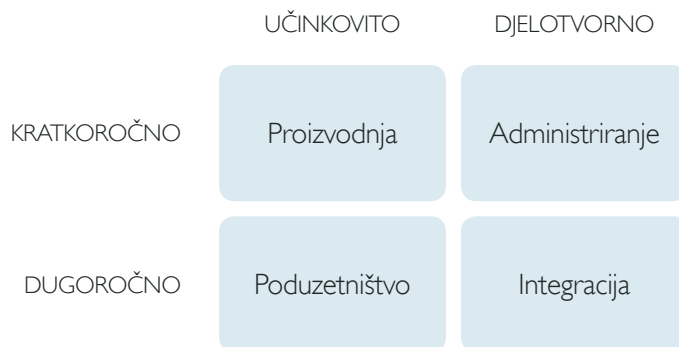 UČINKOVITO DJELOTVORNO
KRATKOROČNO Proizvodnja Administriranje
DUGOROČNO Poduzetništvo Integracija